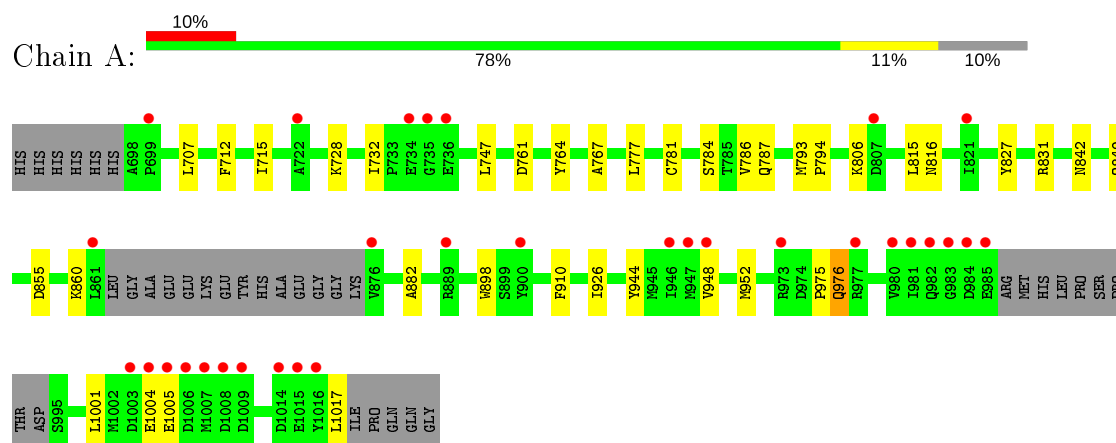 10%
Chain A:
78% 11% 10%
HIS HIS HIS HIS HIS HIS A698 P699 L707 F712 I715 A722 K728 I732 P733 E734 G735 E736 L747 D761 Y764 A767 L777 C781 S784 T785 V786 Q787 M793 P794 K806 D807 L815 N816 I821 Y827 R831 N842
D855 K860 L861 LEU GLY ALA GLU GLU LYS GLU TYR HIS ALA GLU GLY GLY LYS V876 A882 R889 W898 S899 Y900 F910 I926 Y944 M945 I946 M947 V948 M952 R973 D974 P975 Q976 R977 V980 I981 Q982 G983 D984 E985 ARG MET HIS LEU PRO SER
THR ASP S995 L1001 M1002 D1003 E1004 E1005 D1006 M1007 D1008 D1009 D1014 E1015 Y1016 L1017 ILE PRO GLN GLN GLY